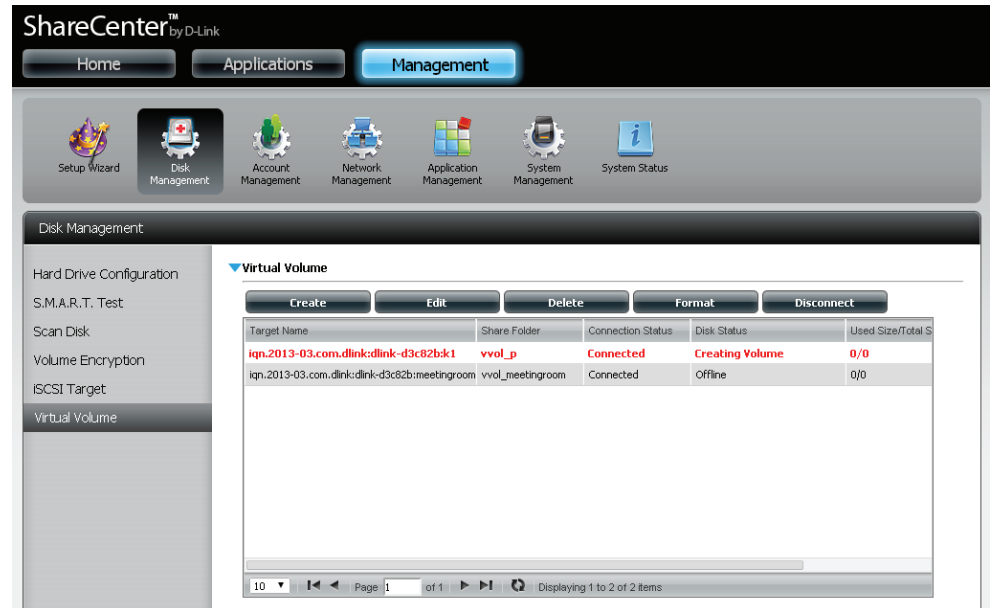 ShareCenter™ by D-Link
Home Applications Management
Setup Wizard
Disk Management
Account Management
Network Management
Application Management
System Management
System Status
Disk Management
Hard Drive Configuration
S.M.A.R.T. Test
Scan Disk
Volume Encryption
iSCSI Target
Virtual Volume
Virtual Volume
Create Edit Delete Format Disconnect
Target Name Share Folder Connection Status Disk Status Used Size/Total S
iqn.2013-03.com.dlink:dlink-d3c82b:k1 vvol_p Connected Creating Volume 0/0
iqn.2013-03.com.dlink:dlink-d3c82b:meetingroom vvol_meetingroom Connected Offline 0/0
10 Page 1 of 1 Displaying 1 to 2 of 2 items